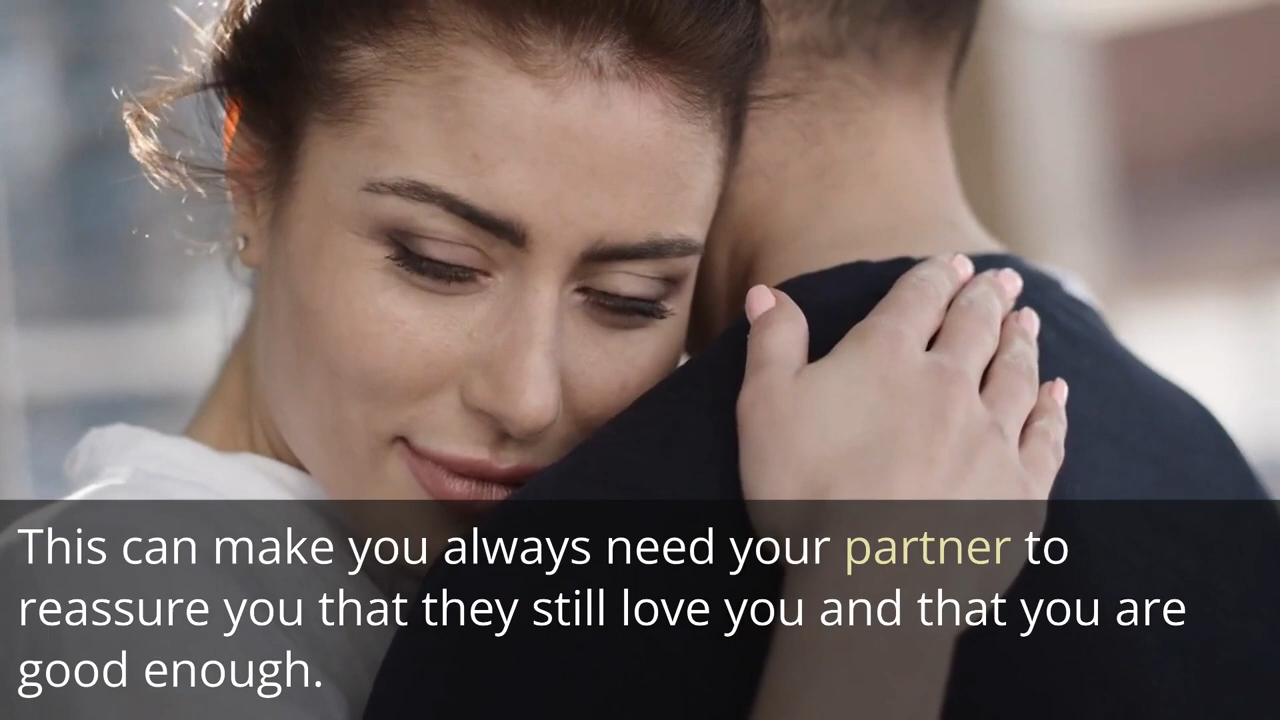 This can make you always need your partner to
reassure you that they still love you and that you are
good enough.